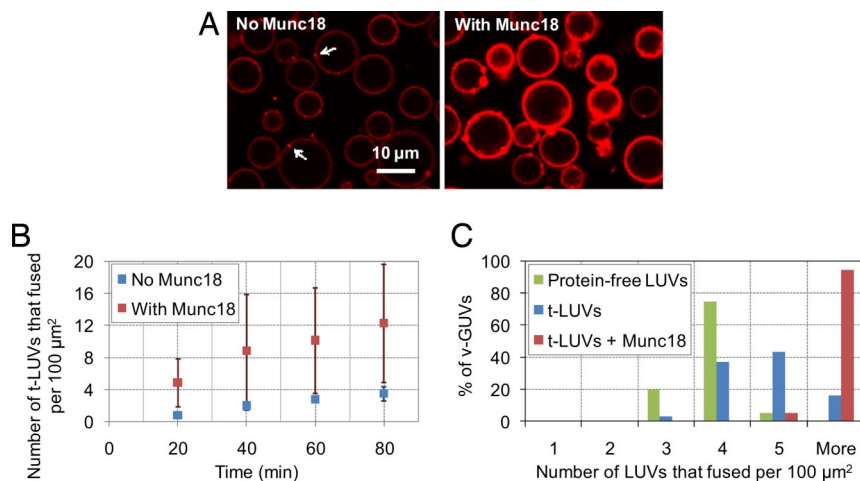 A
No Munc18
10 µm
With Munc18
B
Number of t-LUVs that fused
per 100 µm²
20
16
12
8
4
0
No Munc18
With Munc18
0
20
40
60
80
Time (min)
C
% of v-GUVs
100
80
60
40
20
0
Protein-free LUVs
t-LUVs
t-LUVs + Munc18
1
2
3
4
5
More
Number of LUVs that fused per 100 µm²